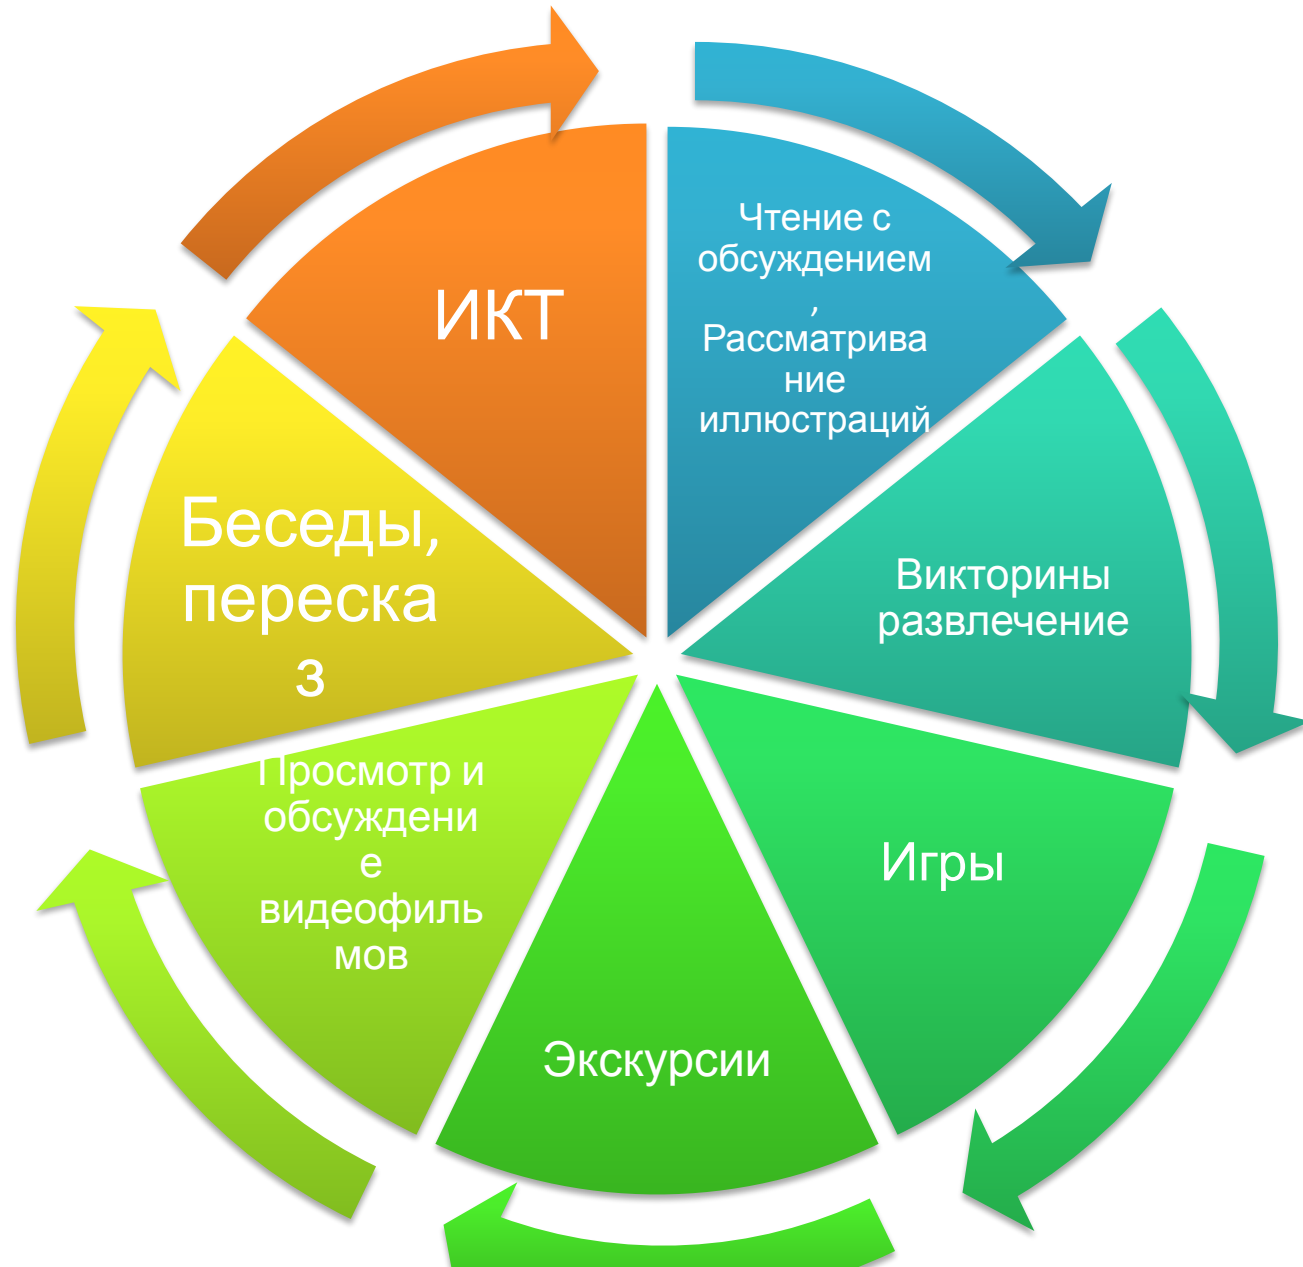 ИКТ
Чтение с
обсуждением
,
Рассматрива
ние
иллюстраций
Викторины
развлечение
Игры
Экскурсии
Просмотр и
обсуждени
е
видеофиль
мов
Беседы,
переска
з